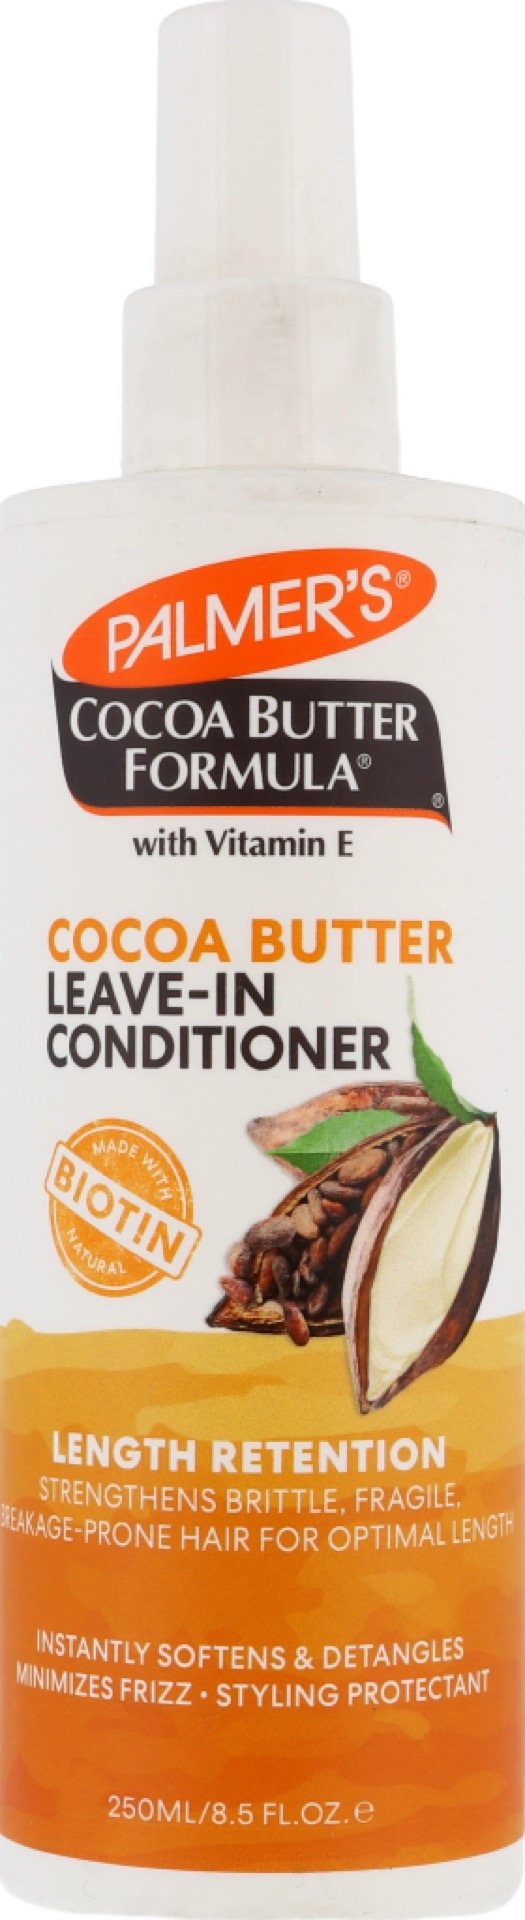 PALMER'S®
COCOA BUTTER
FORMULA®
®
with Vitamin E
COCOA BUTTER
LEAVE-IN
CONDITIONER
MADE WITH
BIOTIN
NATURAL
LENGTH RETENTION
STRENGTHENS BRITTLE, FRAGILE,
BREAKAGE-PRONE HAIR FOR OPTIMAL LENGTH
INSTANTLY SOFTENS & DETANGLES
MINIMIZES FRIZZ • STYLING PROTECTANT
250ML/8.5 FL.OZ. ℮